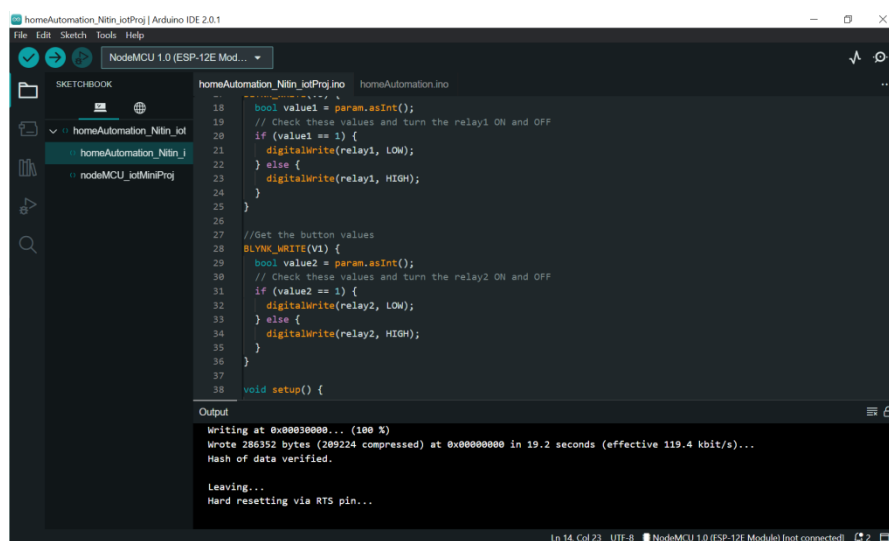 homeAutomation_Nitin_iotProj | Arduino IDE 2.0.1
File Edit Sketch Tools Help
NodeMCU 1.0 (ESP-12E Mod...
SKETCHBOOK
homeAutomation_Nitin_iot
homeAutomation_Nitin_i
nodeMCU_iotMiniProj
homeAutomation_Nitin_iotProj.ino homeAutomation.ino
18 bool value1 = param.asInt();
19 // Check these values and turn the relay1 ON and OFF
20 if (value1 == 1) {
21 digitalWrite(relay1, LOW);
22 } else {
23 digitalWrite(relay1, HIGH);
24 }
25 }
26
27 //Get the button values
28 BLYNK_WRITE(V1) {
29 bool value2 = param.asInt();
30 // Check these values and turn the relay2 ON and OFF
31 if (value2 == 1) {
32 digitalWrite(relay2, LOW);
33 } else {
34 digitalWrite(relay2, HIGH);
35 }
36 }
37
38 void setup() {
Output
Writing at 0x00030000... (100 %)
Wrote 286352 bytes (209224 compressed) at 0x00000000 in 19.2 seconds (effective 119.4 kbit/s)...
Hash of data verified.
Leaving...
Hard resetting via RTS pin...
Ln 14, Col 23 UTF-8 NodeMCU 1.0 (ESP-12E Module) [not connected] 2